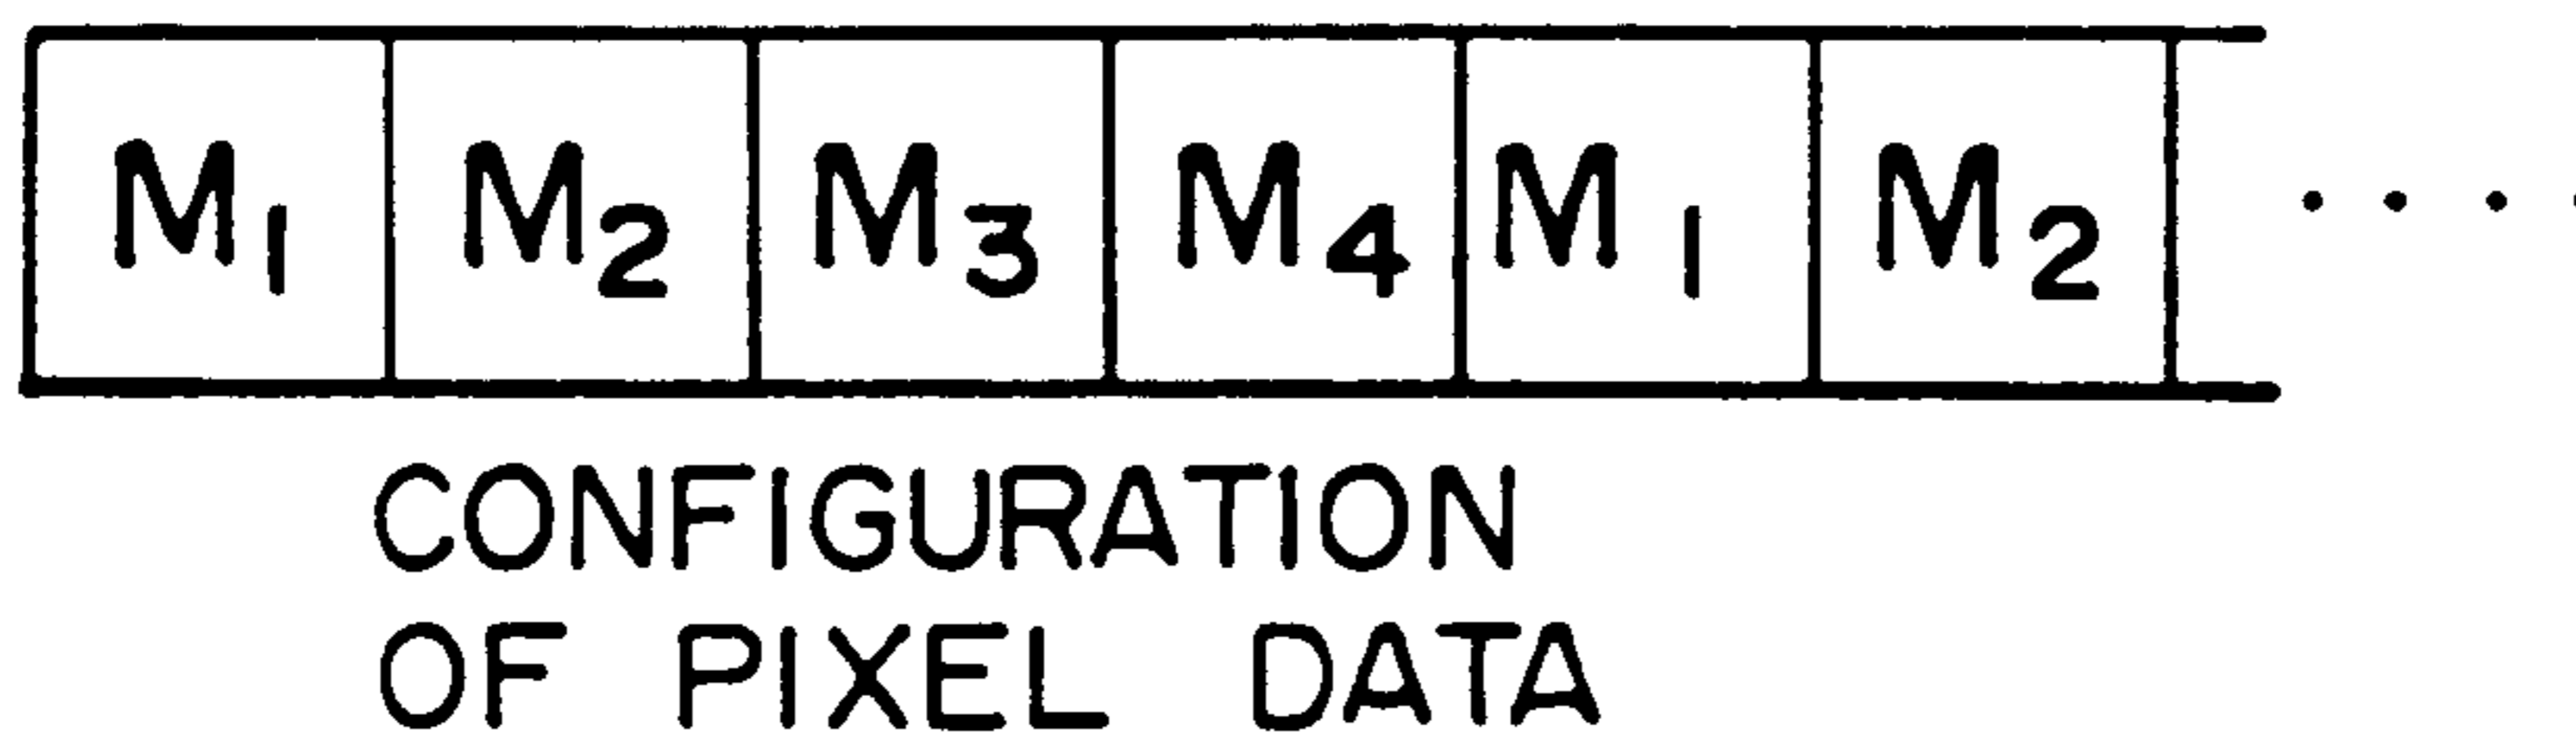 M1 M2 M3 M4 M1 M2 ....
CONFIGURATION
OF PIXEL DATA